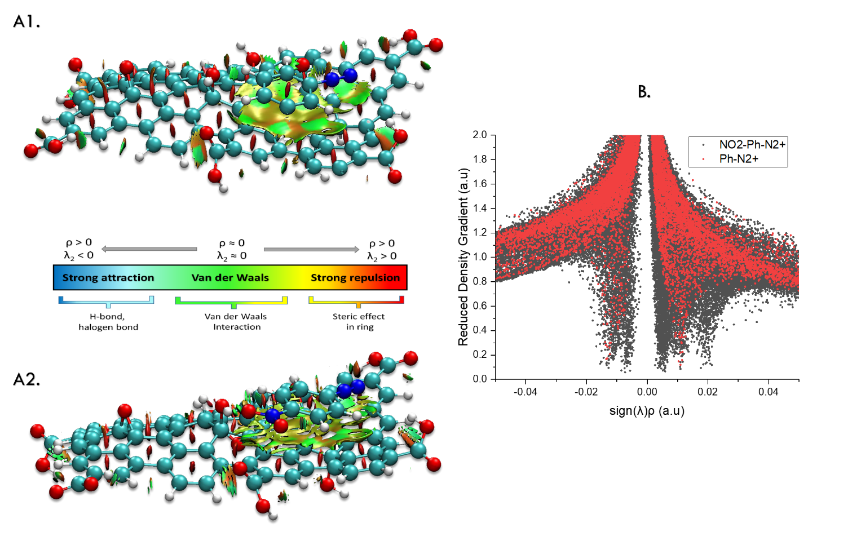 A1.
ρ > 0
λ₂ < 0
ρ ≈ 0
λ₂ ≈ 0
ρ > 0
λ₂ > 0
Strong attraction
Van der Waals
Strong repulsion
H-bond,
halogen bond
Van der Waals
Interaction
Steric effect
in ring
A2.
B.
NO2-Ph-N2+
Ph-N2+
Reduced Density Gradient (a.u)
2.0
1.8
1.6
1.4
1.2
1.0
0.8
0.6
0.4
0.2
0.0
-0.04
-0.02
0.00
0.02
0.04
sign(λ)ρ (a.u)